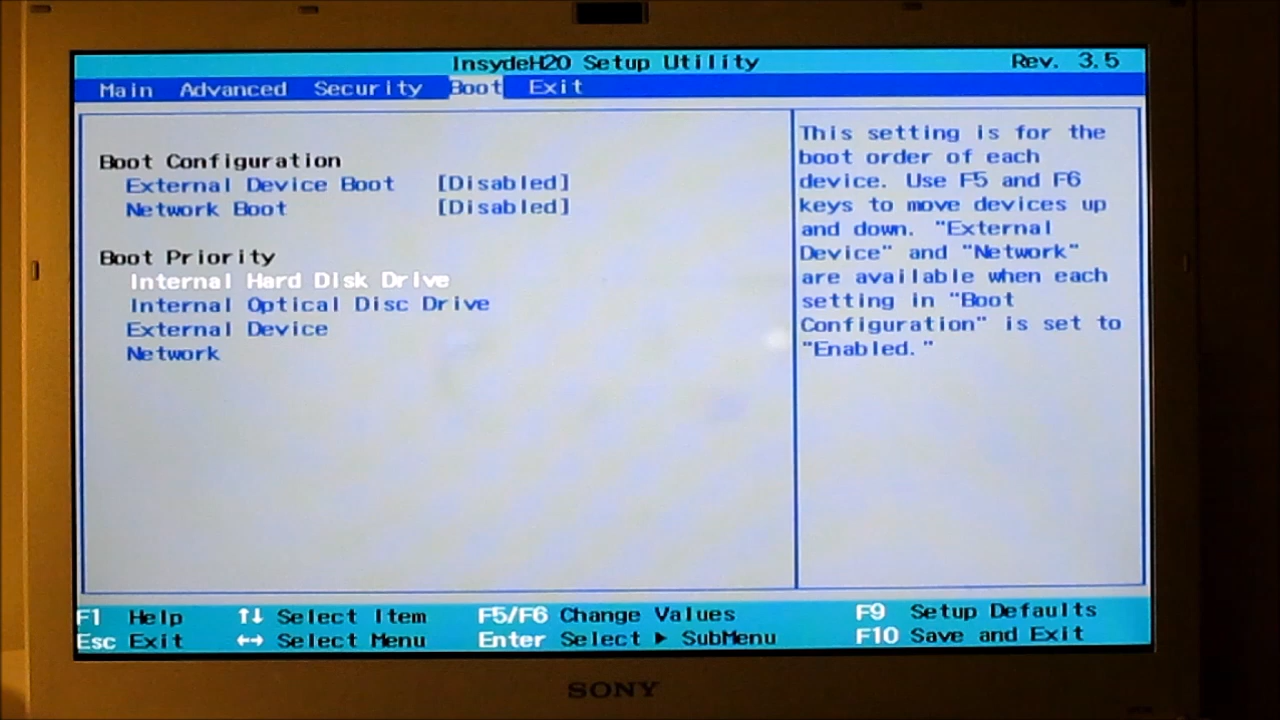 InsydeH20 Setup Utility Rev. 3.5
Main Advanced Security Boot Exit
Boot Configuration
External Device Boot [Disabled]
Network Boot [Disabled]
Boot Priority
Internal Hard Disk Drive
Internal Optical Disc Drive
External Device
Network
This setting is for the
boot order of each
device. Use F5 and F6
keys to move devices up
and down. "External
Device" and "Network"
are available when each
setting in "Boot
Configuration" is set to
"Enabled."
F1 Help ↑↓ Select Item F5/F6 Change Values F9 Setup Defaults
Esc Exit ↔ Select Menu Enter Select ▶ SubMenu F10 Save and Exit
SONY